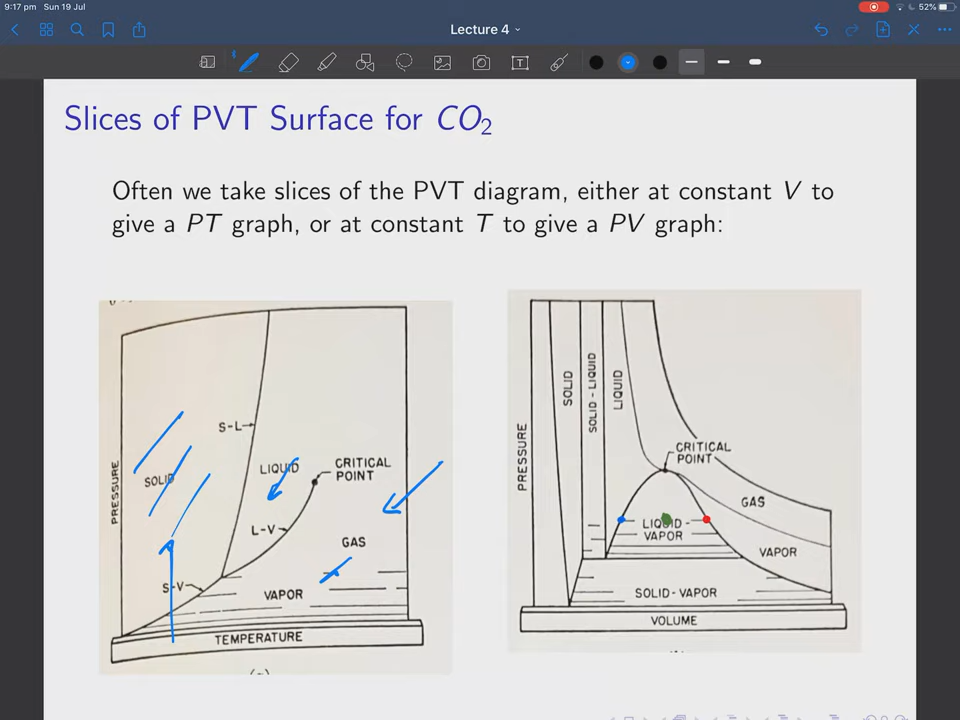 9:17 pm Sun 19 Jul
52%
Lecture 4
Slices of PVT Surface for CO₂
Often we take slices of the PVT diagram, either at constant V to
give a PT graph, or at constant T to give a PV graph:
PRESSURE
SOLID
S-L
LIQUID
CRITICAL
POINT
L-V
GAS
S-V
VAPOR
TEMPERATURE
PRESSURE
SOLID
SOLID - LIQUID
LIQUID
CRITICAL
POINT
GAS
LIQUID -
VAPOR
VAPOR
SOLID-VAPOR
VOLUME